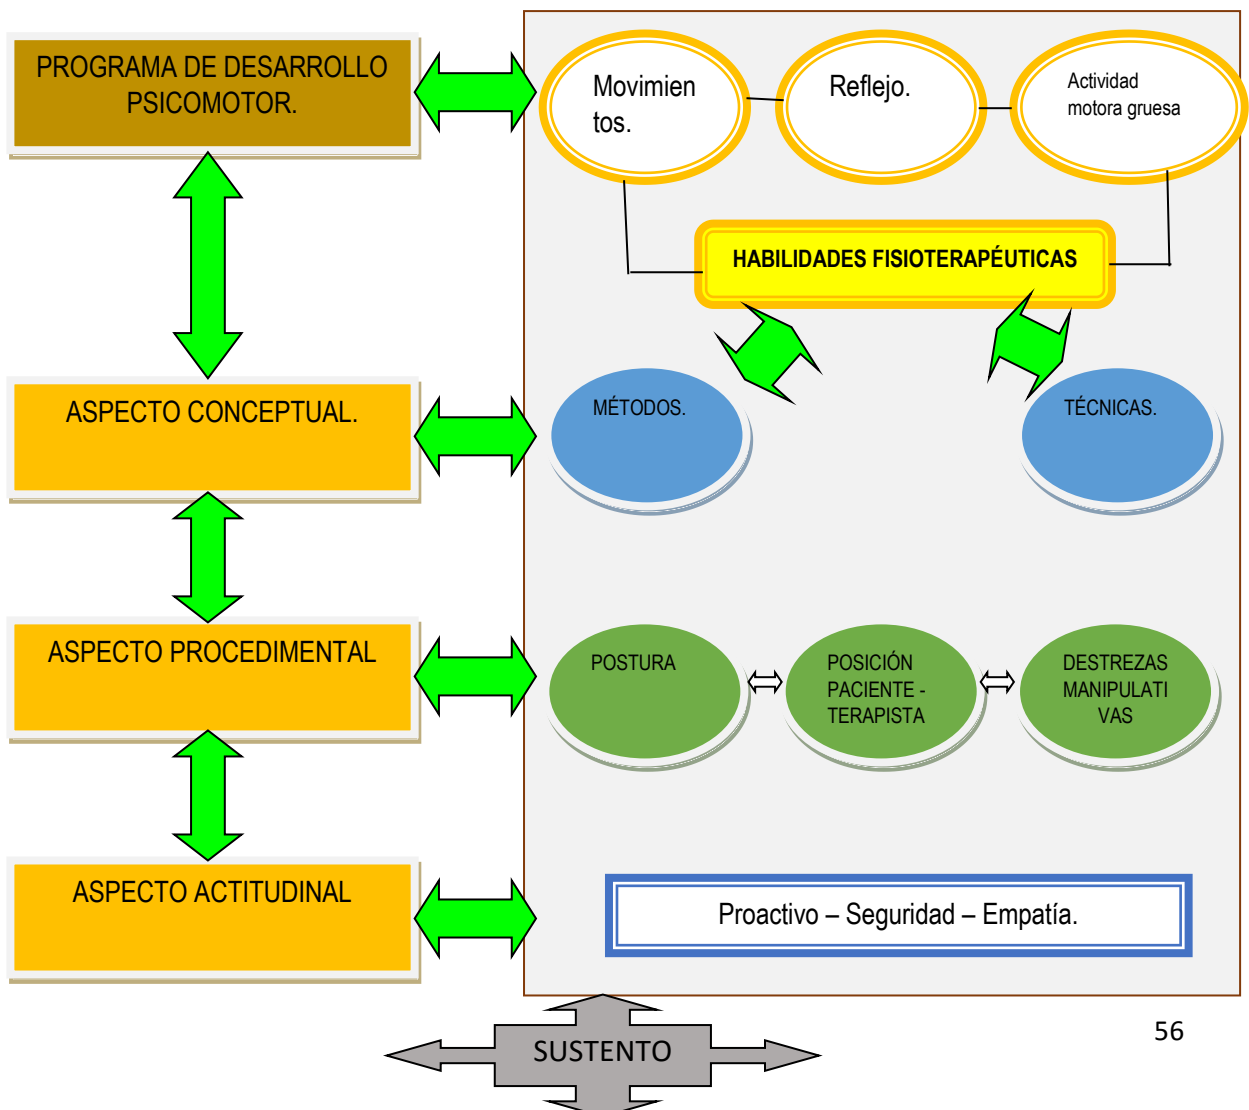 PROGRAMA DE DESARROLLO
PSICOMOTOR.
Movimien
tos.
Reflejo.
Actividad
motora gruesa
HABILIDADES FISIOTERAPÉUTICAS
ASPECTO CONCEPTUAL.
MÉTODOS.
TÉCNICAS.
ASPECTO PROCEDIMENTAL
POSTURA
POSICIÓN
PACIENTE -
TERAPISTA
DESTREZAS
MANIPULATI
VAS
ASPECTO ACTITUDINAL
Proactivo – Seguridad – Empatía.
SUSTENTO
56